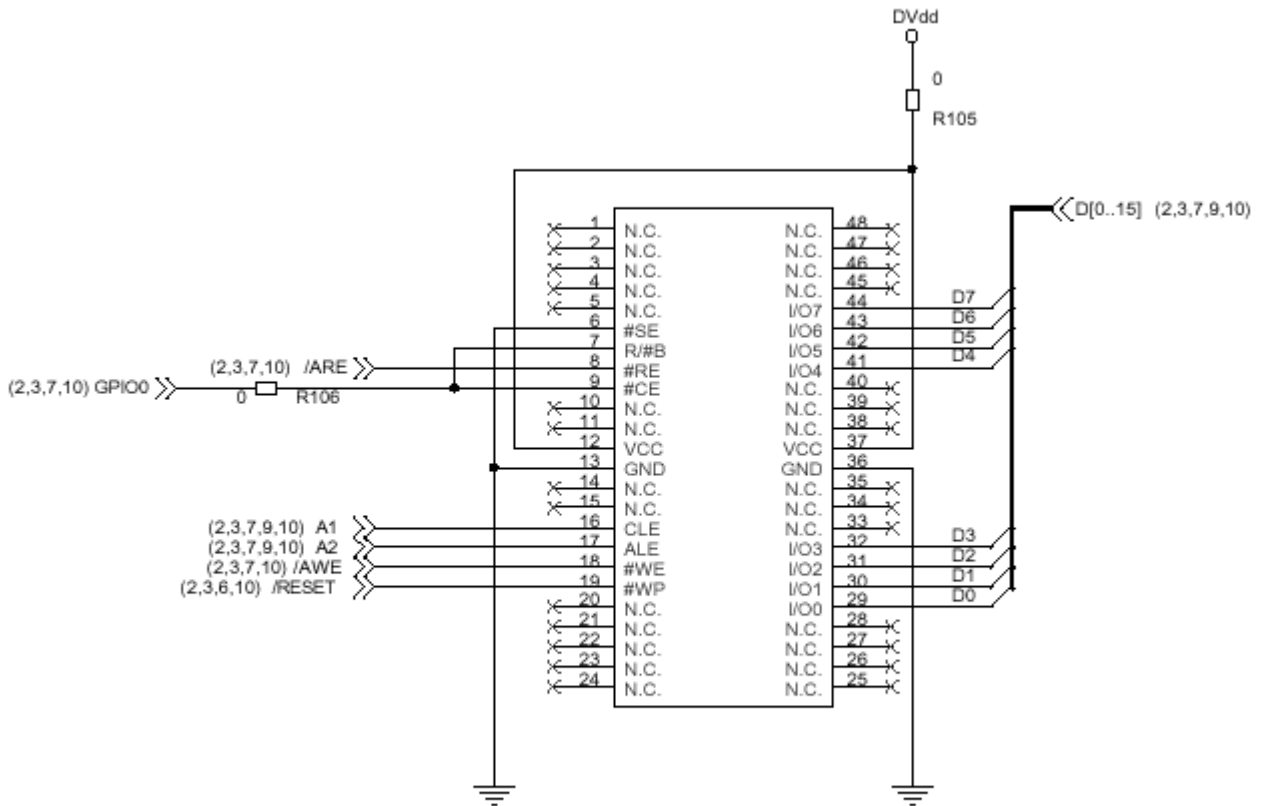 DVdd
0
R105
D[0..15] (2,3,7,9,10)
1 N.C. N.C. 48
2 N.C. N.C. 47
3 N.C. N.C. 46
4 N.C. N.C. 45
5 N.C. I/O7 44 D7
6 #SE I/O6 43 D6
7 R/#B I/O5 42 D5
(2,3,7,10) /ARE 8 #RE I/O4 41 D4
(2,3,7,10) GPIO0 0 R106 9 #CE N.C. 40
10 N.C. N.C. 39
11 N.C. N.C. 38
12 VCC VCC 37
13 GND GND 36
14 N.C. N.C. 35
15 N.C. N.C. 34
(2,3,7,9,10) A1 16 CLE N.C. 33
(2,3,7,9,10) A2 17 ALE I/O3 32 D3
(2,3,7,10) /AWE 18 #WE I/O2 31 D2
(2,3,6,10) /RESET 19 #WP I/O1 30 D1
20 N.C. I/O0 29 D0
21 N.C. N.C. 28
22 N.C. N.C. 27
23 N.C. N.C. 26
24 N.C. N.C. 25